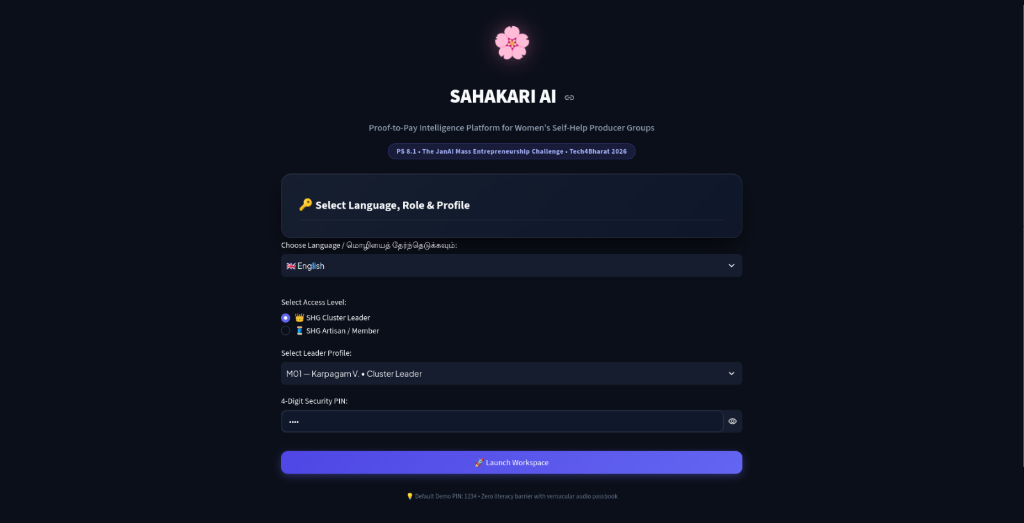 SAHAKARI AI
Proof-to-Pay Intelligence Platform for Women's Self-Help Producer Groups
PS 8.1 • The JanAI Mass Entrepreneurship Challenge • Tech4Bharat 2026
🔑 Select Language, Role & Profile
Choose Language / மொழியைத் தேர்ந்தெடுக்கவும்:
🇬🇧 English
Select Access Level:
👑 SHG Cluster Leader
🧵 SHG Artisan / Member
Select Leader Profile:
M01 — Karpagam V. • Cluster Leader
4-Digit Security PIN:
••••
🚀 Launch Workspace
💡 Default Demo PIN: 1234 • Zero literacy barrier with vernacular audio passbook